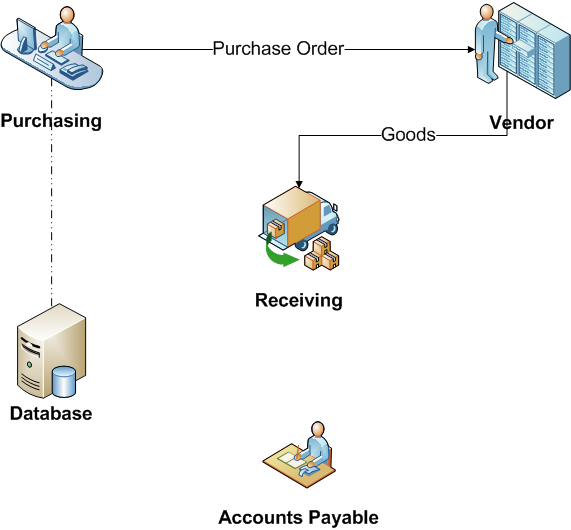 Purchase Order
Purchasing
Vendor
Goods
Receiving
Database
Accounts Payable